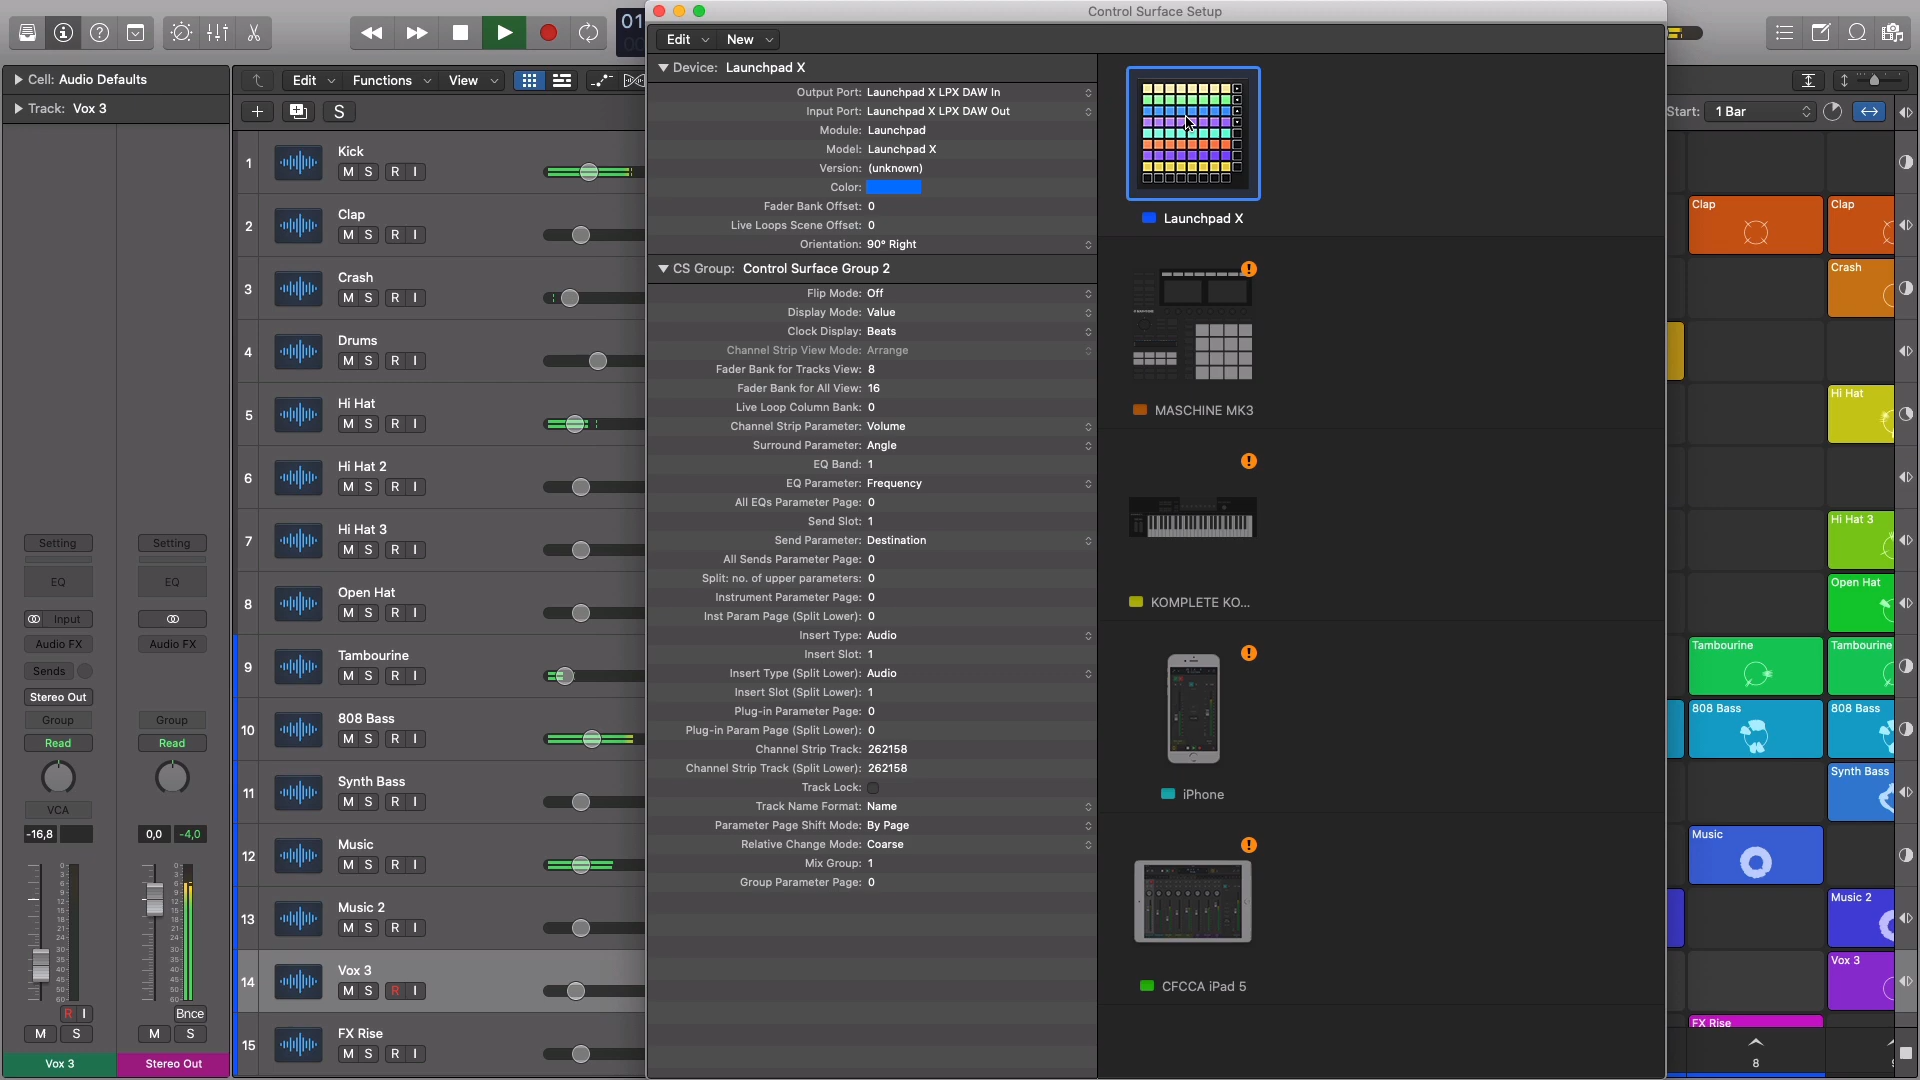 Control Surface Setup
01
Edit
New
Cell: Audio Defaults
Track: Vox 3
Edit
Functions
View
S
Device: Launchpad X
Output Port: Launchpad X LPX DAW In
Input Port: Launchpad X LPX DAW Out
Module: Launchpad
Model: Launchpad X
Version: (unknown)
Color:
Fader Bank Offset: 0
Live Loops Scene Offset: 0
Orientation: 90° Right
CS Group: Control Surface Group 2
Flip Mode: Off
Display Mode: Value
Clock Display: Beats
Channel Strip View Mode: Arrange
Fader Bank for Tracks View: 8
Fader Bank for All View: 16
Live Loop Column Bank: 0
Channel Strip Parameter: Volume
Surround Parameter: Angle
EQ Band: 1
EQ Parameter: Frequency
All EQs Parameter Page: 0
Send Slot: 1
Send Parameter: Destination
All Sends Parameter Page: 0
Split: no. of upper parameters: 0
Instrument Parameter Page: 0
Inst Param Page (Split Lower): 0
Insert Type: Audio
Insert Slot: 1
Insert Type (Split Lower): Audio
Insert Slot (Split Lower): 1
Plug-in Parameter Page: 0
Plug-in Param Page (Split Lower): 0
Channel Strip Track: 262158
Channel Strip Track (Split Lower): 262158
Track Lock:
Track Name Format: Name
Parameter Page Shift Mode: By Page
Relative Change Mode: Coarse
Mix Group: 1
Group Parameter Page: 0
Launchpad X
MASCHINE MK3
KOMPLETE KO...
iPhone
CFCCA iPad 5
1
Kick
M S R I
2
Clap
M S R I
3
Crash
M S R I
4
Drums
M S R I
5
Hi Hat
M S R I
6
Hi Hat 2
M S R I
7
Hi Hat 3
M S R I
8
Open Hat
M S R I
9
Tambourine
M S R I
10
808 Bass
M S R I
11
Synth Bass
M S R I
12
Music
M S R I
13
Music 2
M S R I
14
Vox 3
M S R I
15
FX Rise
M S R I
Setting
Setting
EQ
EQ
Input
Audio FX
Audio FX
Sends
Stereo Out
Group
Group
Read
Read
VCA
-16,8
0,0
-4,0
R I
Bnce
M S
M S
Vox 3
Stereo Out
Start: 1 Bar
Clap
Clap
Crash
Hi Hat
Hi Hat 3
Open Hat
Tambourine
Tambourine
808 Bass
808 Bass
Synth Bass
Music
Music 2
Vox 3
FX Rise
8